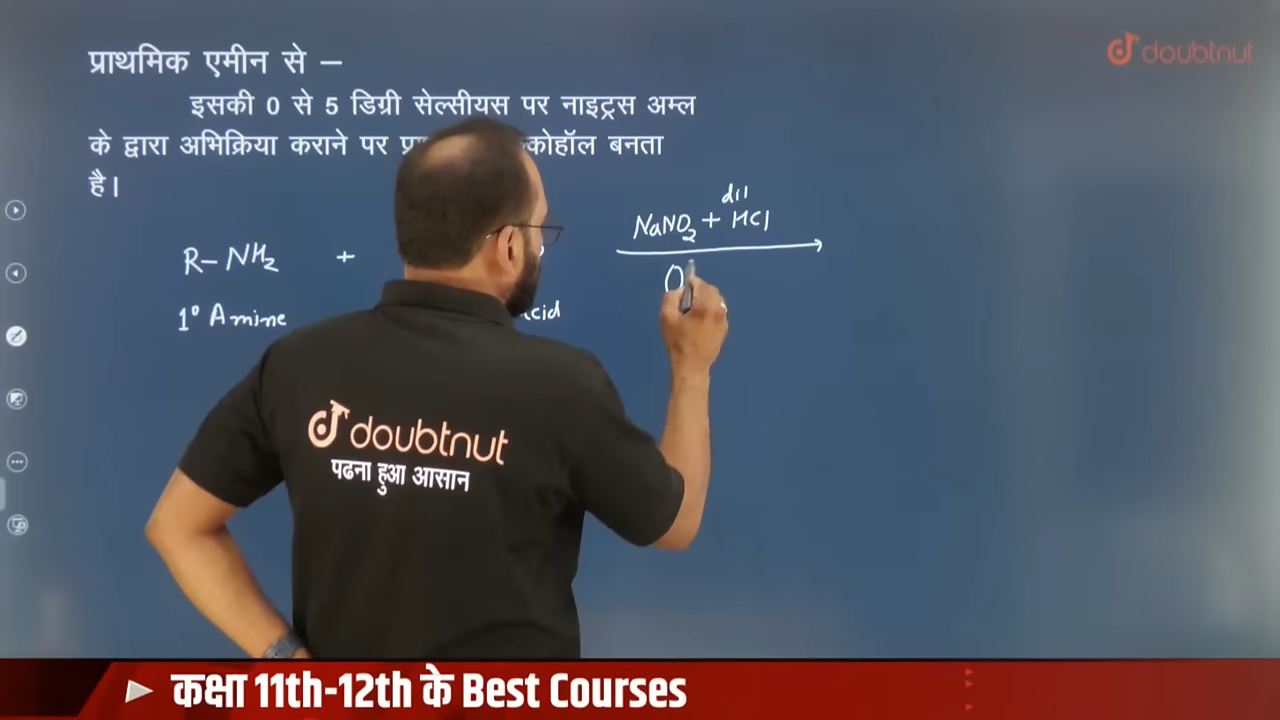 doubtnut
प्राथमिक एमीन से –
इसकी 0 से 5 डिग्री सेल्सीयस पर नाइट्रस अम्ल
के द्वारा अभिक्रिया कराने पर बनता
है।
dil
NaNO₂ + HCl
R–NH₂ +
0
1° Amine
doubtnut
पढना हुआ आसान
कक्षा 11th-12th के Best Courses